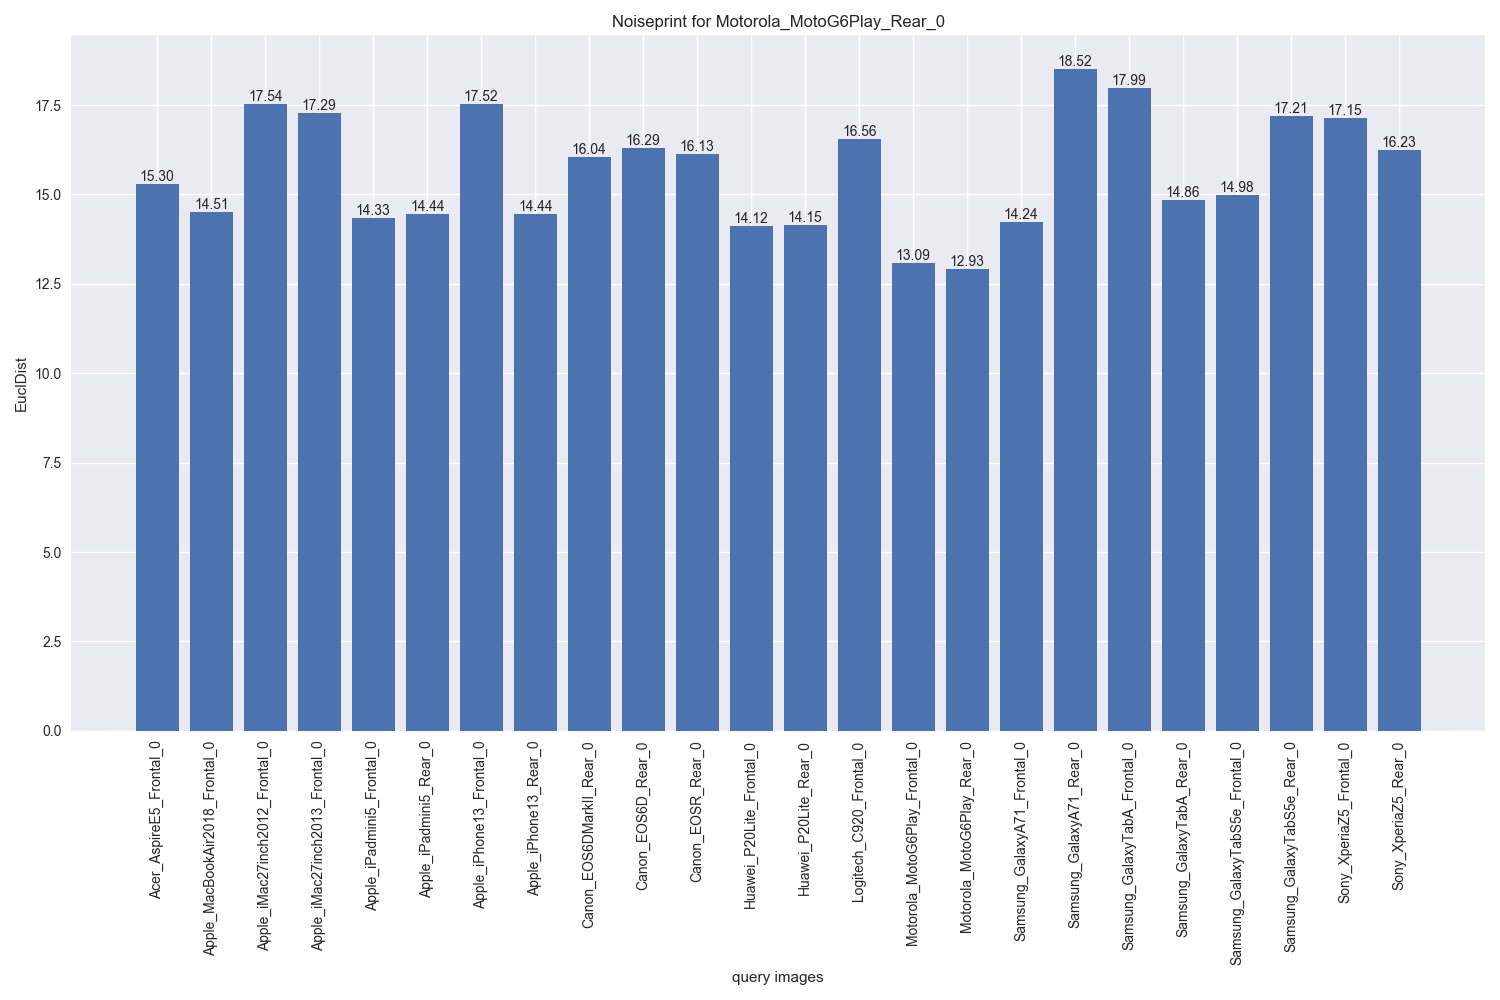 Noiseprint for Motorola_MotoG6Play_Rear_0
EuclDist
17.5
15.0
12.5
10.0
7.5
5.0
2.5
0.0
15.30
14.51
17.54
17.29
14.33
14.44
17.52
14.44
16.04
16.29
16.13
14.12
14.15
16.56
13.09
12.93
14.24
18.52
17.99
14.86
14.98
17.21
17.15
16.23
Acer_AspireE5_Frontal_0
Apple_MacBookAir2018_Frontal_0
Apple_iMac27inch2012_Frontal_0
Apple_iMac27inch2013_Frontal_0
Apple_iPadmini5_Frontal_0
Apple_iPadmini5_Rear_0
Apple_iPhone13_Frontal_0
Apple_iPhone13_Rear_0
Canon_EOS6DMarkII_Rear_0
Canon_EOS6D_Rear_0
Canon_EOSR_Rear_0
Huawei_P20Lite_Frontal_0
Huawei_P20Lite_Rear_0
Logitech_C920_Frontal_0
Motorola_MotoG6Play_Frontal_0
Motorola_MotoG6Play_Rear_0
Samsung_GalaxyA71_Frontal_0
Samsung_GalaxyA71_Rear_0
Samsung_GalaxyTabA_Frontal_0
Samsung_GalaxyTabA_Rear_0
Samsung_GalaxyTabS5e_Frontal_0
Samsung_GalaxyTabS5e_Rear_0
Sony_XperiaZ5_Frontal_0
Sony_XperiaZ5_Rear_0
query images